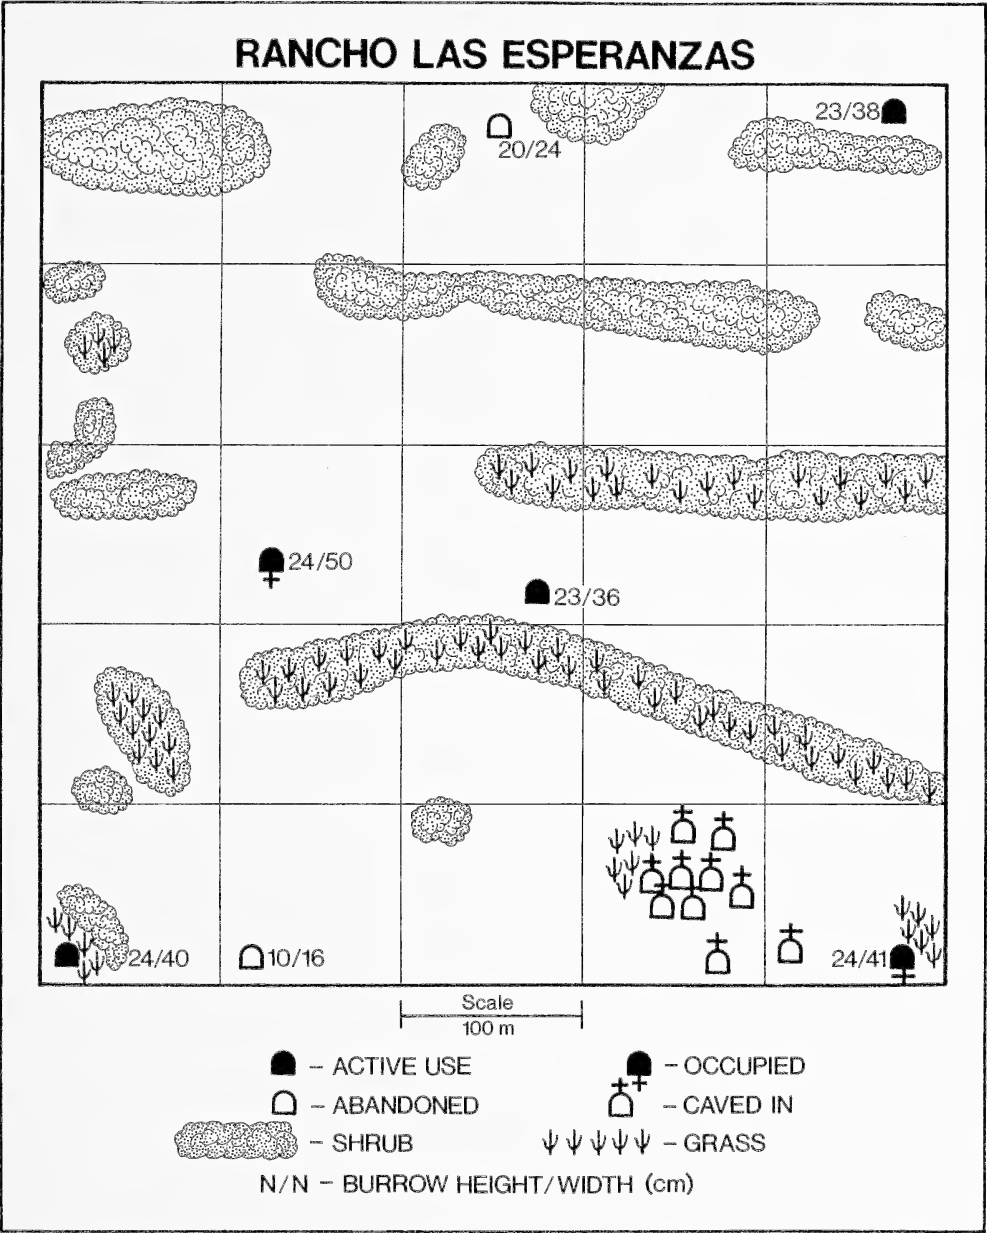 RANCHO LAS ESPERANZAS
23/38
20/24
24/50
23/36
24/40
10/16
24/41
Scale
100 m
– ACTIVE USE
– OCCUPIED
– ABANDONED
– CAVED IN
– SHRUB
– GRASS
N/N – BURROW HEIGHT/WIDTH (cm)